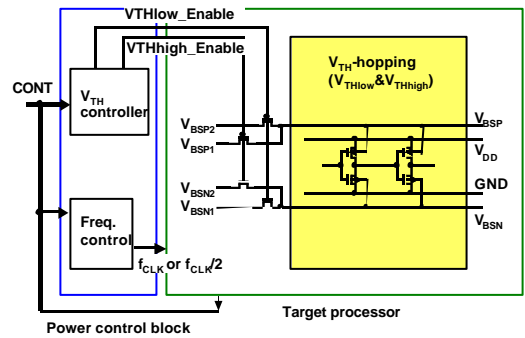 VTHlow_Enable
VTHhigh_Enable
CONT
VTH
controller
VTH-hopping
(VTHlow&VTHhigh)
VBSP2
VBSP1
VBSP
VDD
VBSN2
VBSN1
GND
VBSN
Freq.
control
fCLK or fCLK/2
Power control block
Target processor